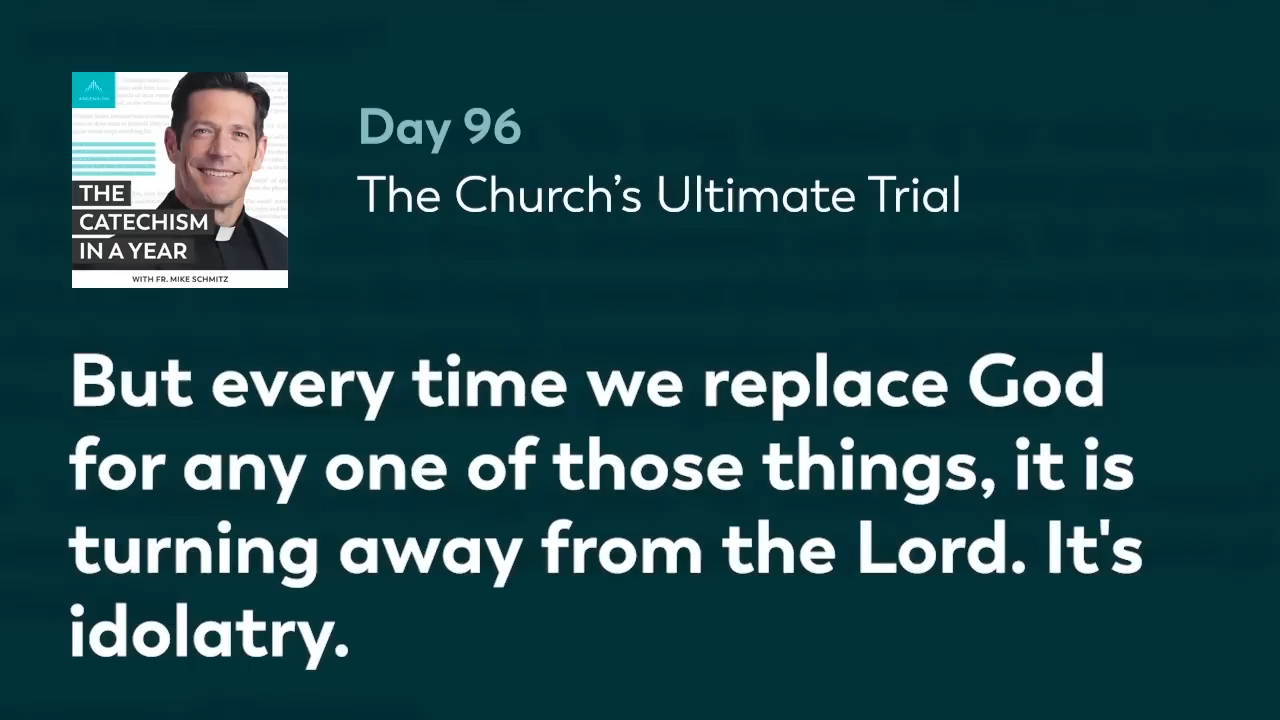 ASCENSION
THE
CATECHISM
IN A YEAR
WITH FR. MIKE SCHMITZ
Day 96
The Church’s Ultimate Trial
But every time we replace God
for any one of those things, it is
turning away from the Lord. It's
idolatry.